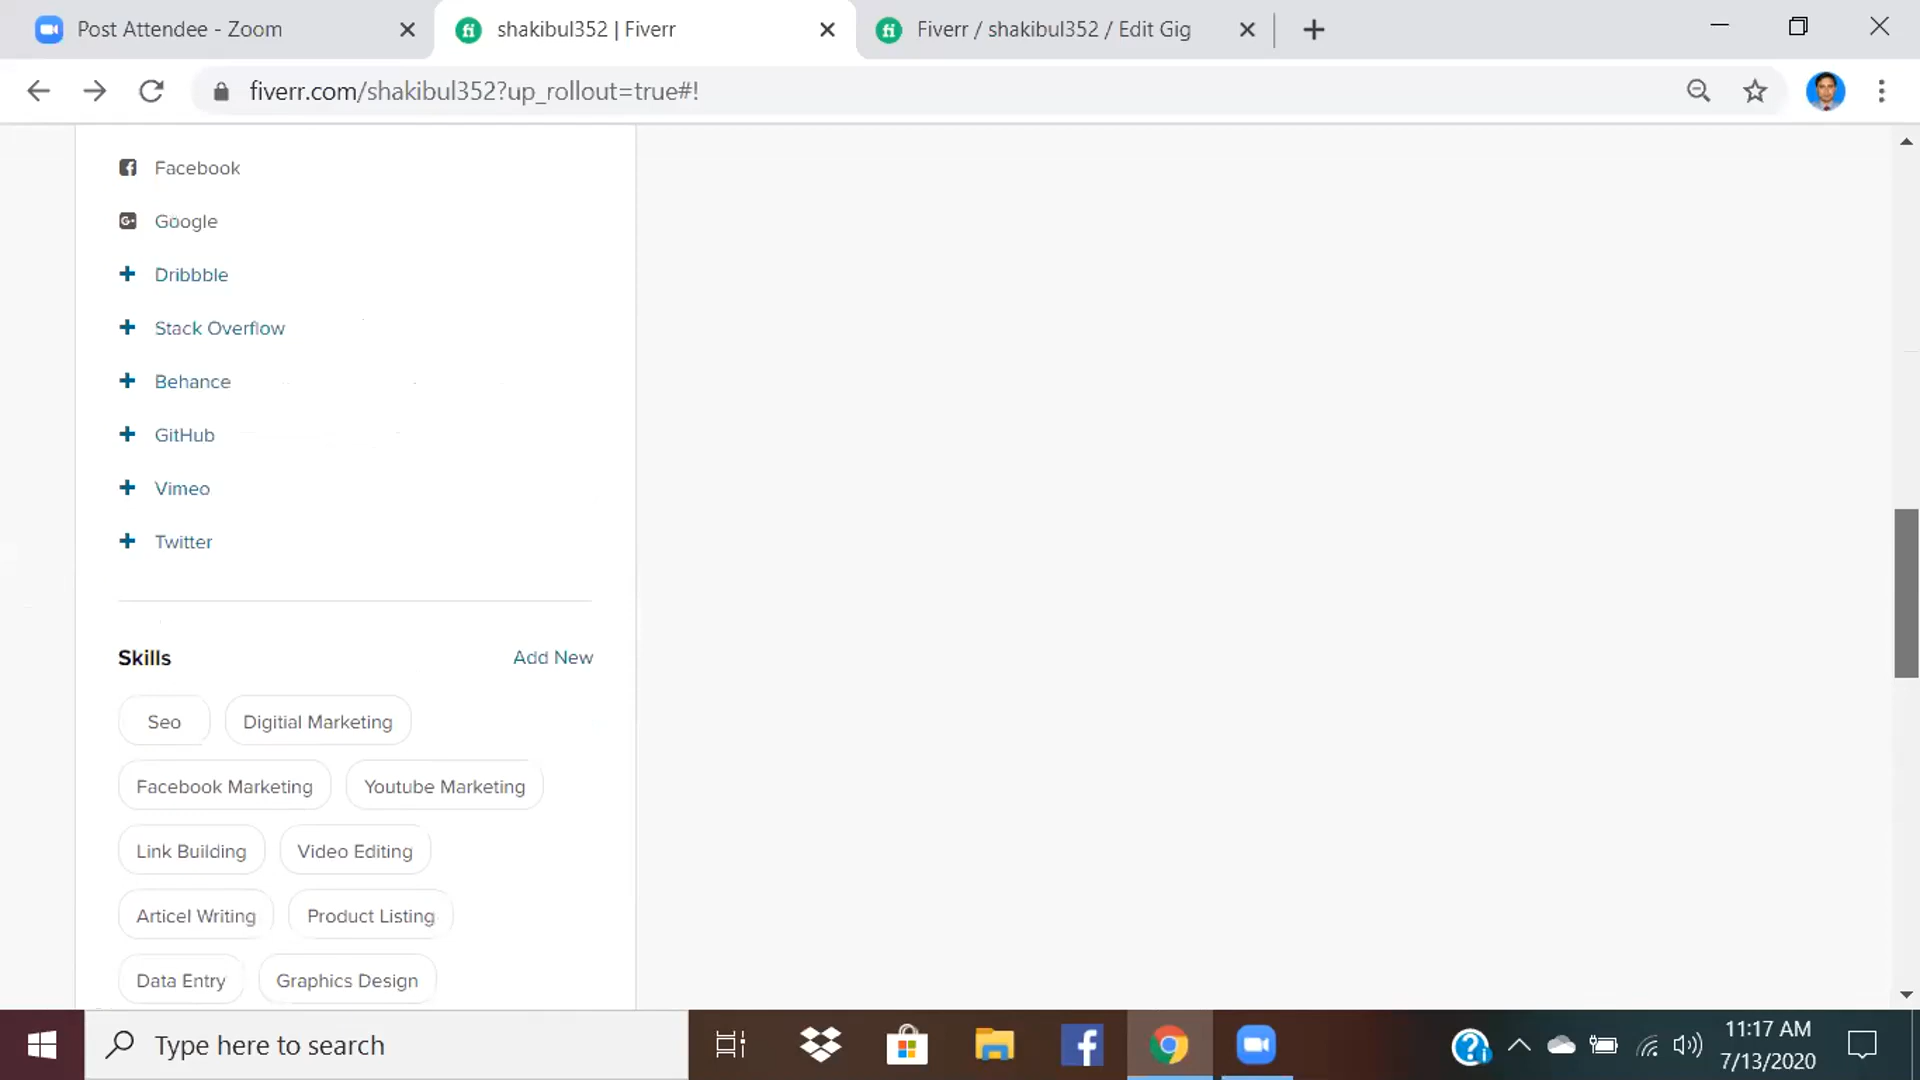 Post Attendee - Zoom
shakibul352 | Fiverr
Fiverr / shakibul352 / Edit Gig
fiverr.com/shakibul352?up_rollout=true#!
Facebook
Google
Dribbble
Stack Overflow
Behance
GitHub
Vimeo
Twitter
Skills
Add New
Seo
Digitial Marketing
Facebook Marketing
Youtube Marketing
Link Building
Video Editing
Articel Writing
Product Listing
Data Entry
Graphics Design
Type here to search
11:17 AM
7/13/2020